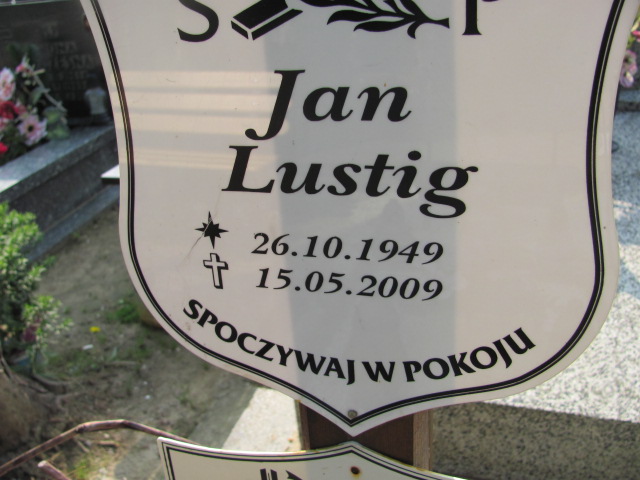 S P
Jan
Lustig
26.10.1949
15.05.2009
SPOCZYWAJ W POKOJU